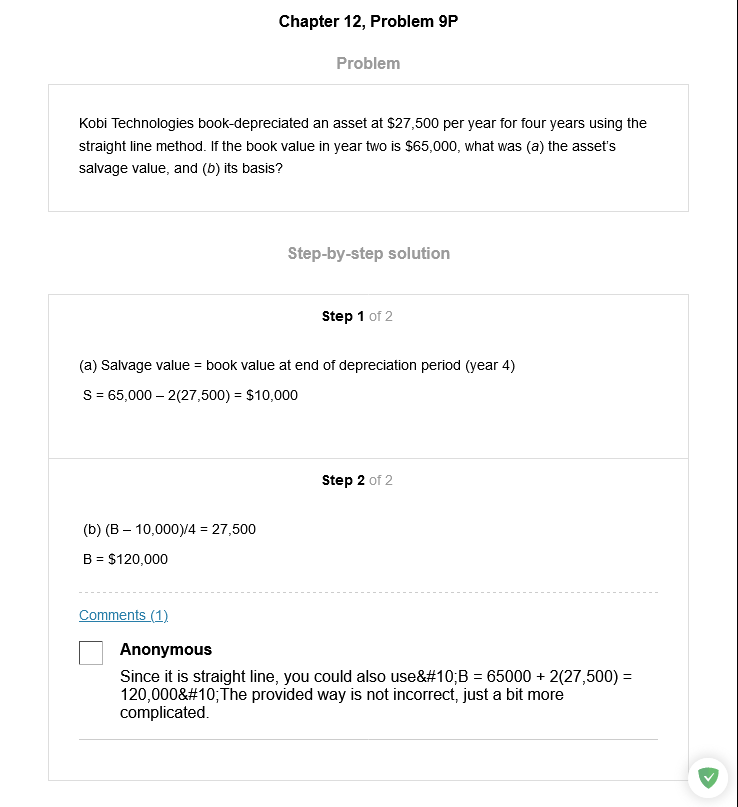 Chapter 12, Problem 9P
Problem
Kobi Technologies book-depreciated an asset at $27,500 per year for four years using the
straight line method. If the book value in year two is $65,000, what was (a) the asset's
salvage value, and (b) its basis?
Step-by-step solution
Step 1 of 2
(a) Salvage value = book value at end of depreciation period (year 4)
S = 65,000 – 2(27,500) = $10,000
Step 2 of 2
(b) (B – 10,000)/4 = 27,500
B = $120,000
Comments (1)
Anonymous
Since it is straight line, you could also use&#10;B = 65000 + 2(27,500) =
120,000&#10;The provided way is not incorrect, just a bit more
complicated.